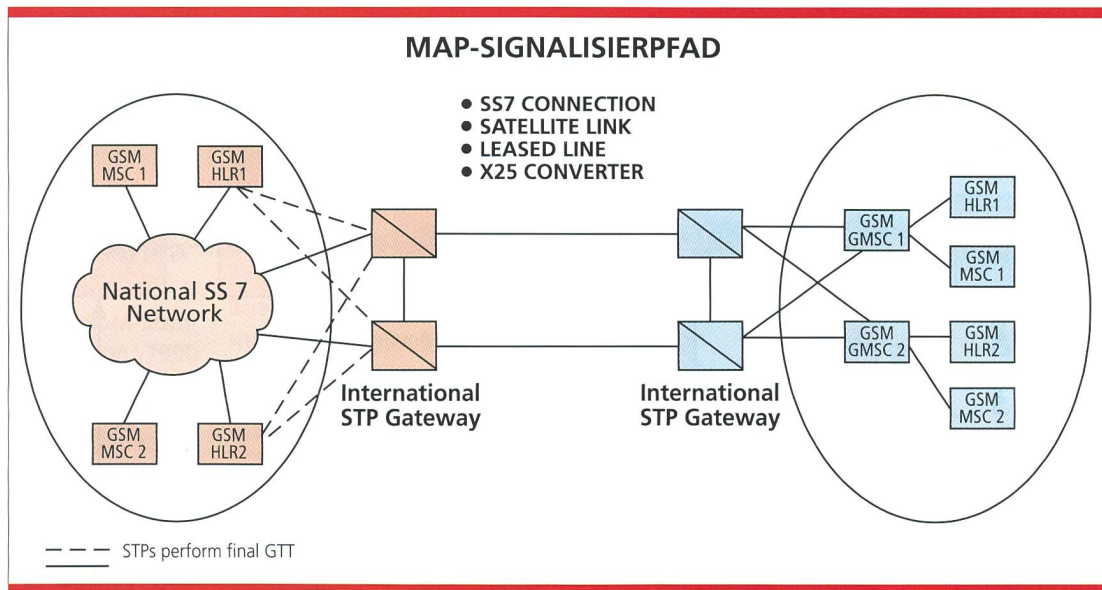 MAP-SIGNALISIERPFAD
● SS7 CONNECTION
● SATELLITE LINK
● LEASED LINE
● X25 CONVERTER
GSM
MSC 1
GSM
HLR1
National SS 7
Network
GSM
MSC 2
GSM
HLR2
International
STP Gateway
International
STP Gateway
GSM
GMSC 1
GSM
GMSC 2
GSM
HLR1
GSM
MSC 1
GSM
HLR2
GSM
MSC 2
STPs perform final GTT